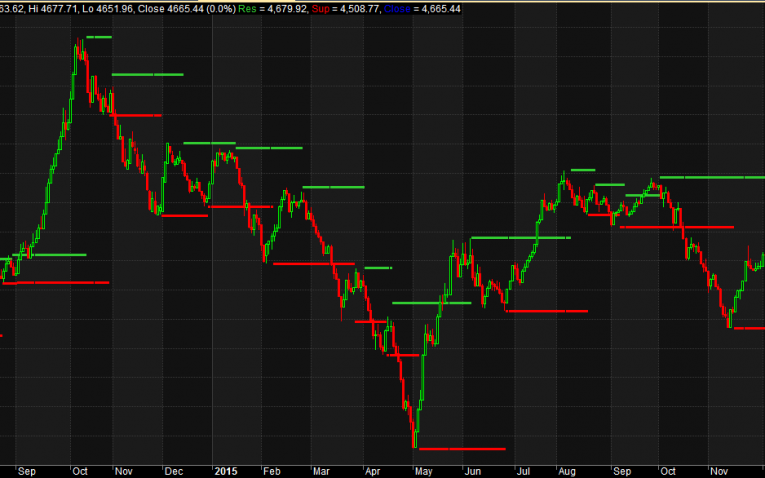 63.62, Hi 4677.71, Lo 4651.96, Close 4665.44 (0.0%) Res = 4,679.92, Sup = 4,508.77, Close = 4,665.44
Sep Oct Nov Dec 2015 Feb Mar Apr May Jun Jul Aug Sep Oct Nov